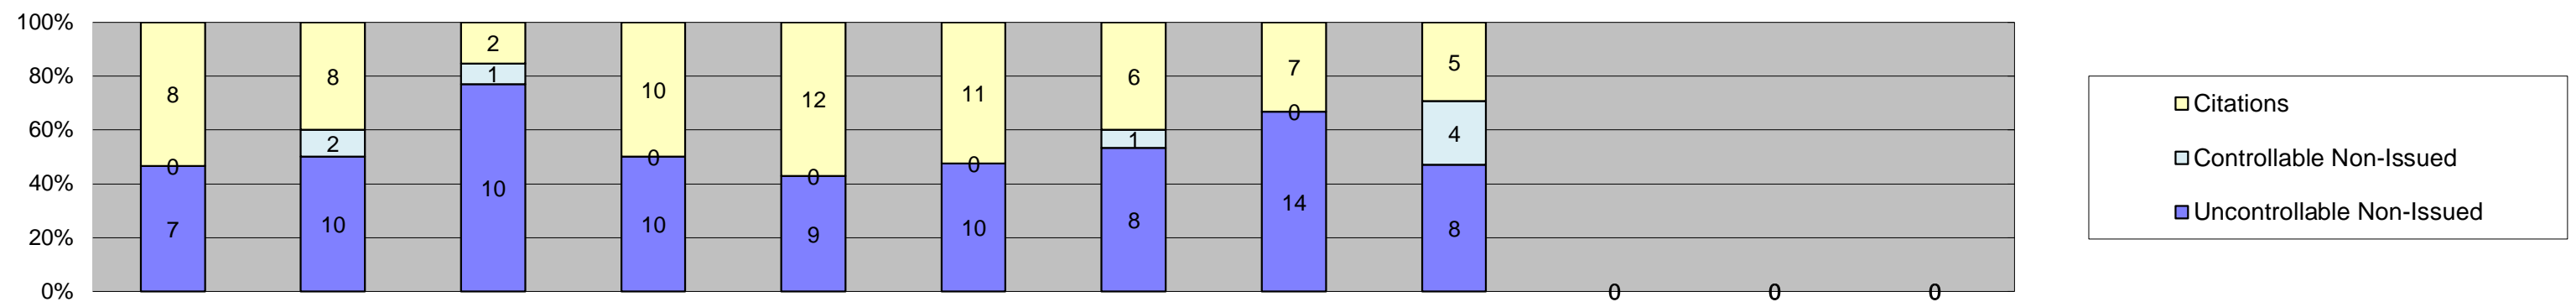 100%
80%
60%
40%
20%
0%
8 8 2 10 12 11 6 7 5
0 2 1 0 0 0 1 0 4
7 10 10 10 9 10 8 14 8 0 0 0
Citations
Controllable Non-Issued
Uncontrollable Non-Issued